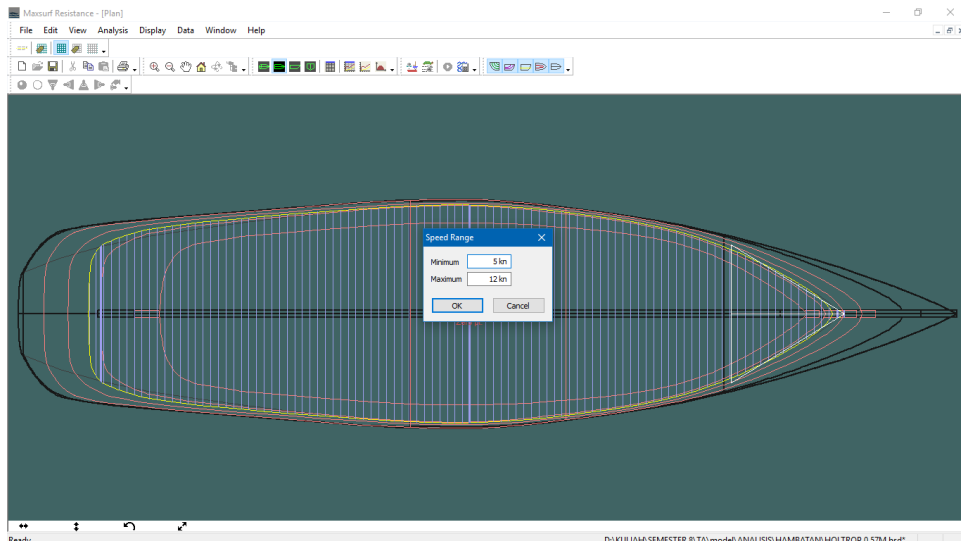 Maxsurf Resistance - [Plan]
File Edit View Analysis Display Data Window Help
Speed Range
Minimum 5 kn
Maximum 12 kn
OK Cancel
Ready D:\KULIAH\SEMESTER 8\TA\model\ANALISIS\HAMBATAN\HOLTROP 0.57M.hrd*